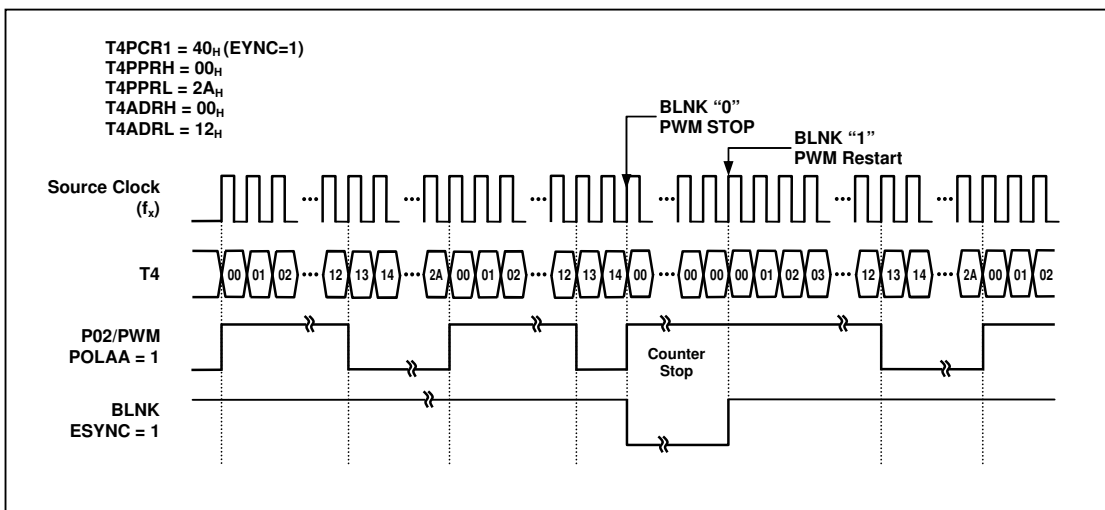 T4PCR1 = 40H (EYNC=1)
T4PPRH = 00H
T4PPRL = 2AH
T4ADRH = 00H
T4ADRL = 12H
BLNK “0”
PWM STOP
BLNK “1”
PWM Restart
Source Clock
(fx)
T4
00 01 02 ··· 12 13 14 ··· 2A 00 01 02 ··· 12 13 14 00 ··· 00 00 00 01 02 03 ··· 12 13 14 ··· 2A 00 01 02
P02/PWM
POLAA = 1
Counter
Stop
BLNK
ESYNC = 1